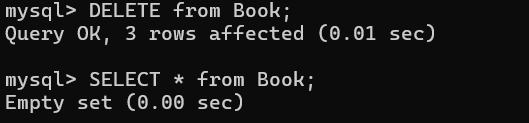 mysql> DELETE from Book;
Query OK, 3 rows affected (0.01 sec)
mysql> SELECT * from Book;
Empty set (0.00 sec)